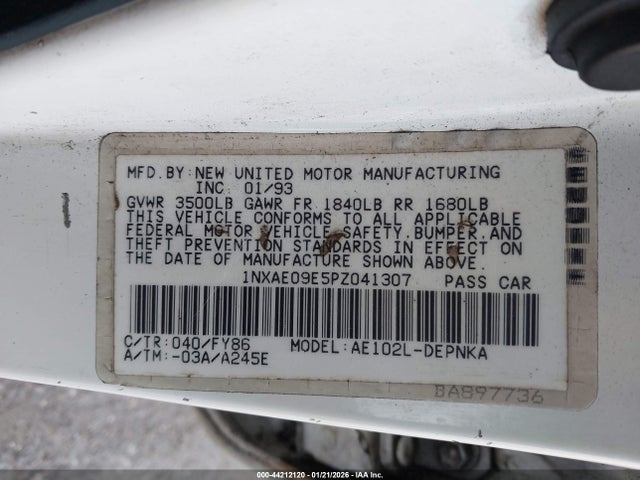 MFD.BY:NEW UNITED MOTOR MANUFACTURING
INC 01/93
GVWR 3500LB GAWR FR 1840LB RR 1680LB
THIS VEHICLE CONFORMS TO ALL APPLICABLE
FEDERAL MOTOR VEHICLE SAFETY,BUMPER,AND
THEFT PREVENTION STANDARDS IN EFFECT ON
THE DATE OF MANUFACTURE SHOWN ABOVE.
1NXAE09E5PZ041307 PASS CAR
C/TR:040/FY86 MODEL:AE102L-DEPNKA
A/TM:-03A/A245E
BA897736
000-44212120 - 01/21/2026 - IAA Inc.